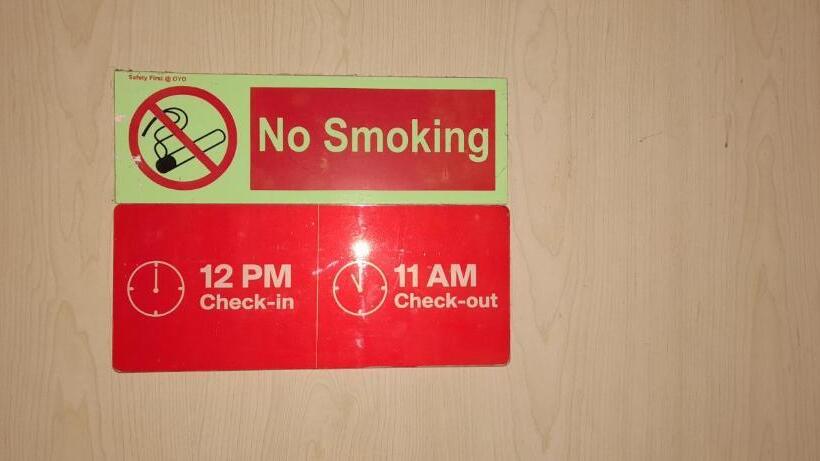 Safety First @ OYO
No Smoking
12 PM
Check-in
11 AM
Check-out